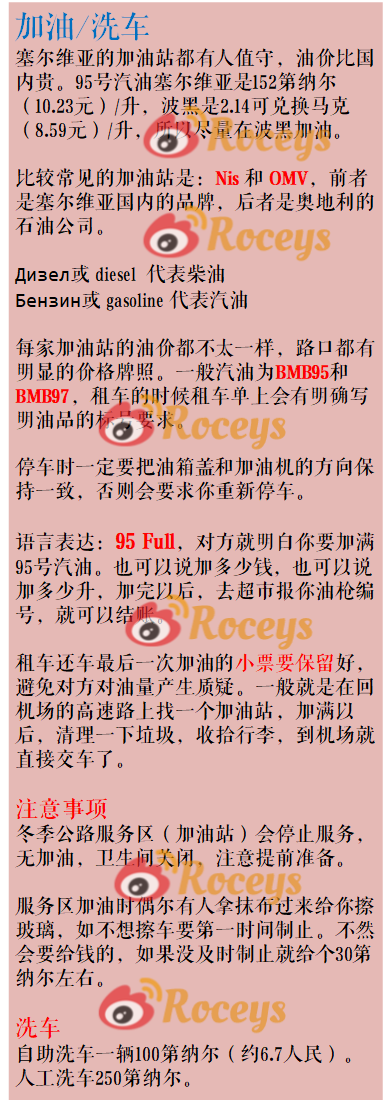 加油/洗车
塞尔维亚的加油站都有人值守，油价比国
内贵。95号汽油塞尔维亚是152第纳尔
（10.23元）/升，波黑是2.14可兑换马克
（8.59元）/升，所以尽量在波黑加油。
Roceys
比较常见的加油站是：Nis 和 OMV，前者
是塞尔维亚国内的品牌，后者是奥地利的
石油公司。
Roceys
Дизел或 diesel 代表柴油
Бензин或 gasoline 代表汽油
每家加油站的油价都不太一样，路口都有
明显的价格牌照。一般汽油为BMB95和
BMB97，租车的时候租车单上会有明确写
明油品的标号要求。
Roceys
停车时一定要把油箱盖和加油机的方向保
持一致，否则会要求你重新停车。
语言表达：95 Full，对方就明白你要加满
95号汽油。也可以说加多少钱，也可以说
加多少升，加完以后，去超市报你油枪编
号，就可以结账。
Roceys
租车还车最后一次加油的小票要保留好，
避免对方对油量产生质疑。一般就是在回
机场的高速路上找一个加油站，加满以
后，清理一下垃圾，收拾行李，到机场就
直接交车了。
注意事项
冬季公路服务区（加油站）会停止服务，
无加油，卫生间关闭，注意提前准备。
Roceys
服务区加油时偶尔有人拿抹布过来给你擦
玻璃，如不想擦车要第一时间制止。不然
会要给钱的，如果没及时制止就给个30第
纳尔左右。
Roceys
洗车
自助洗车一辆100第纳尔（约6.7人民）。
人工洗车250第纳尔。